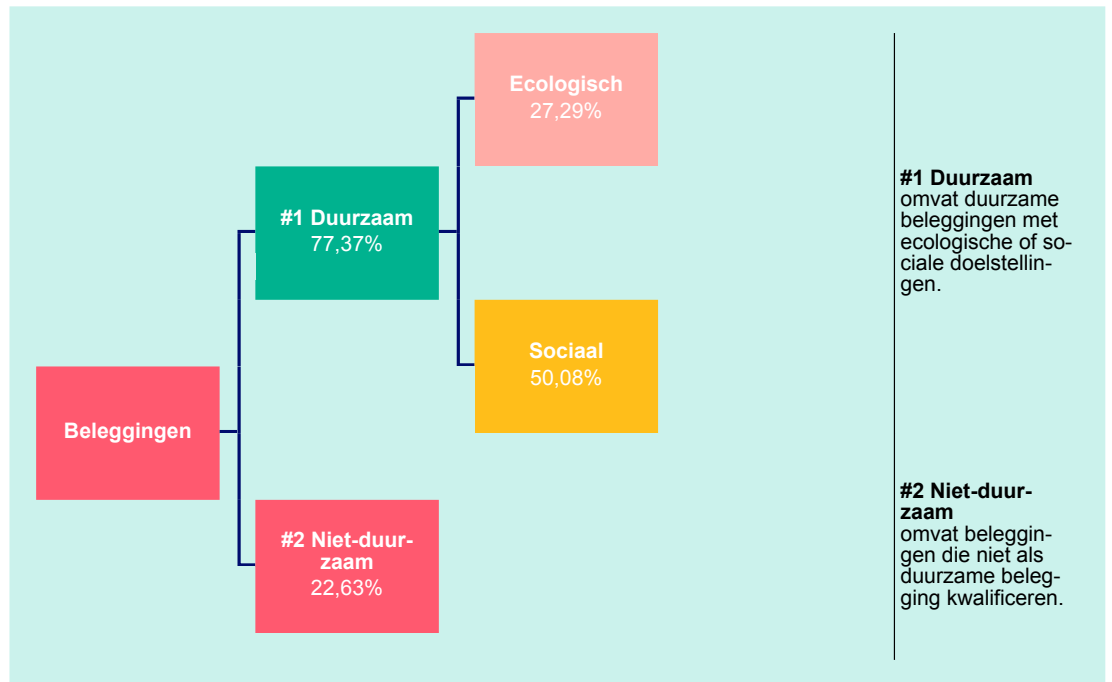 Ecologisch
27,29%
#1 Duurzaam
77,37%
Sociaal
50,08%
Beleggingen
#2 Niet-duur-
zaam
22,63%
#1 Duurzaam
omvat duurzame
beleggingen met
ecologische of so-
ciale doelstellin-
gen.
#2 Niet-duur-
zaam
omvat beleggin-
gen die niet als
duurzame beleg-
ging kwalificeren.